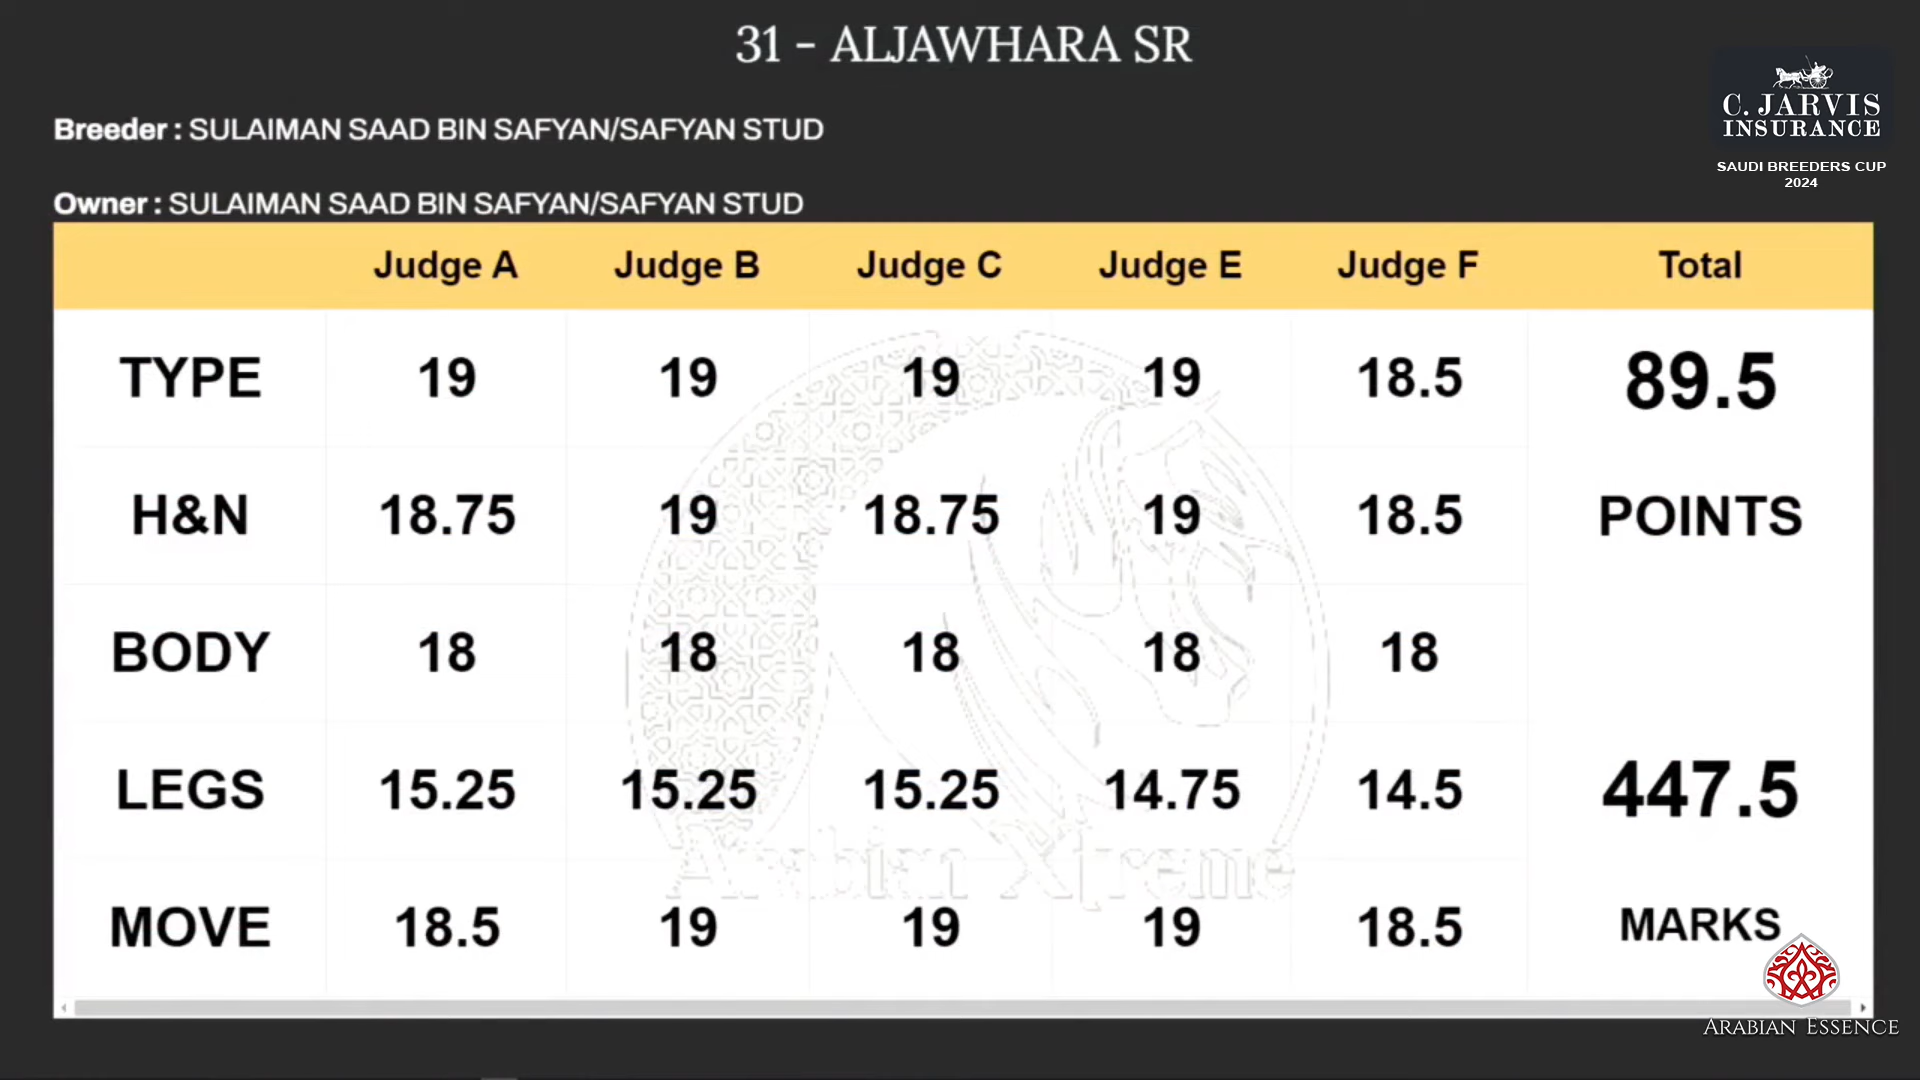 31 - ALJAWHARA SR
C. JARVIS
INSURANCE
SAUDI BREEDERS CUP
2024
Breeder : SULAIMAN SAAD BIN SAFYAN/SAFYAN STUD
Owner : SULAIMAN SAAD BIN SAFYAN/SAFYAN STUD
Judge A Judge B Judge C Judge E Judge F Total
TYPE 19 19 19 19 18.5 89.5
H&N 18.75 19 18.75 19 18.5 POINTS
BODY 18 18 18 18 18
LEGS 15.25 15.25 15.25 14.75 14.5 447.5
Arabian Xtreme
MOVE 18.5 19 19 19 18.5 MARKS
ARABIAN ESSENCE